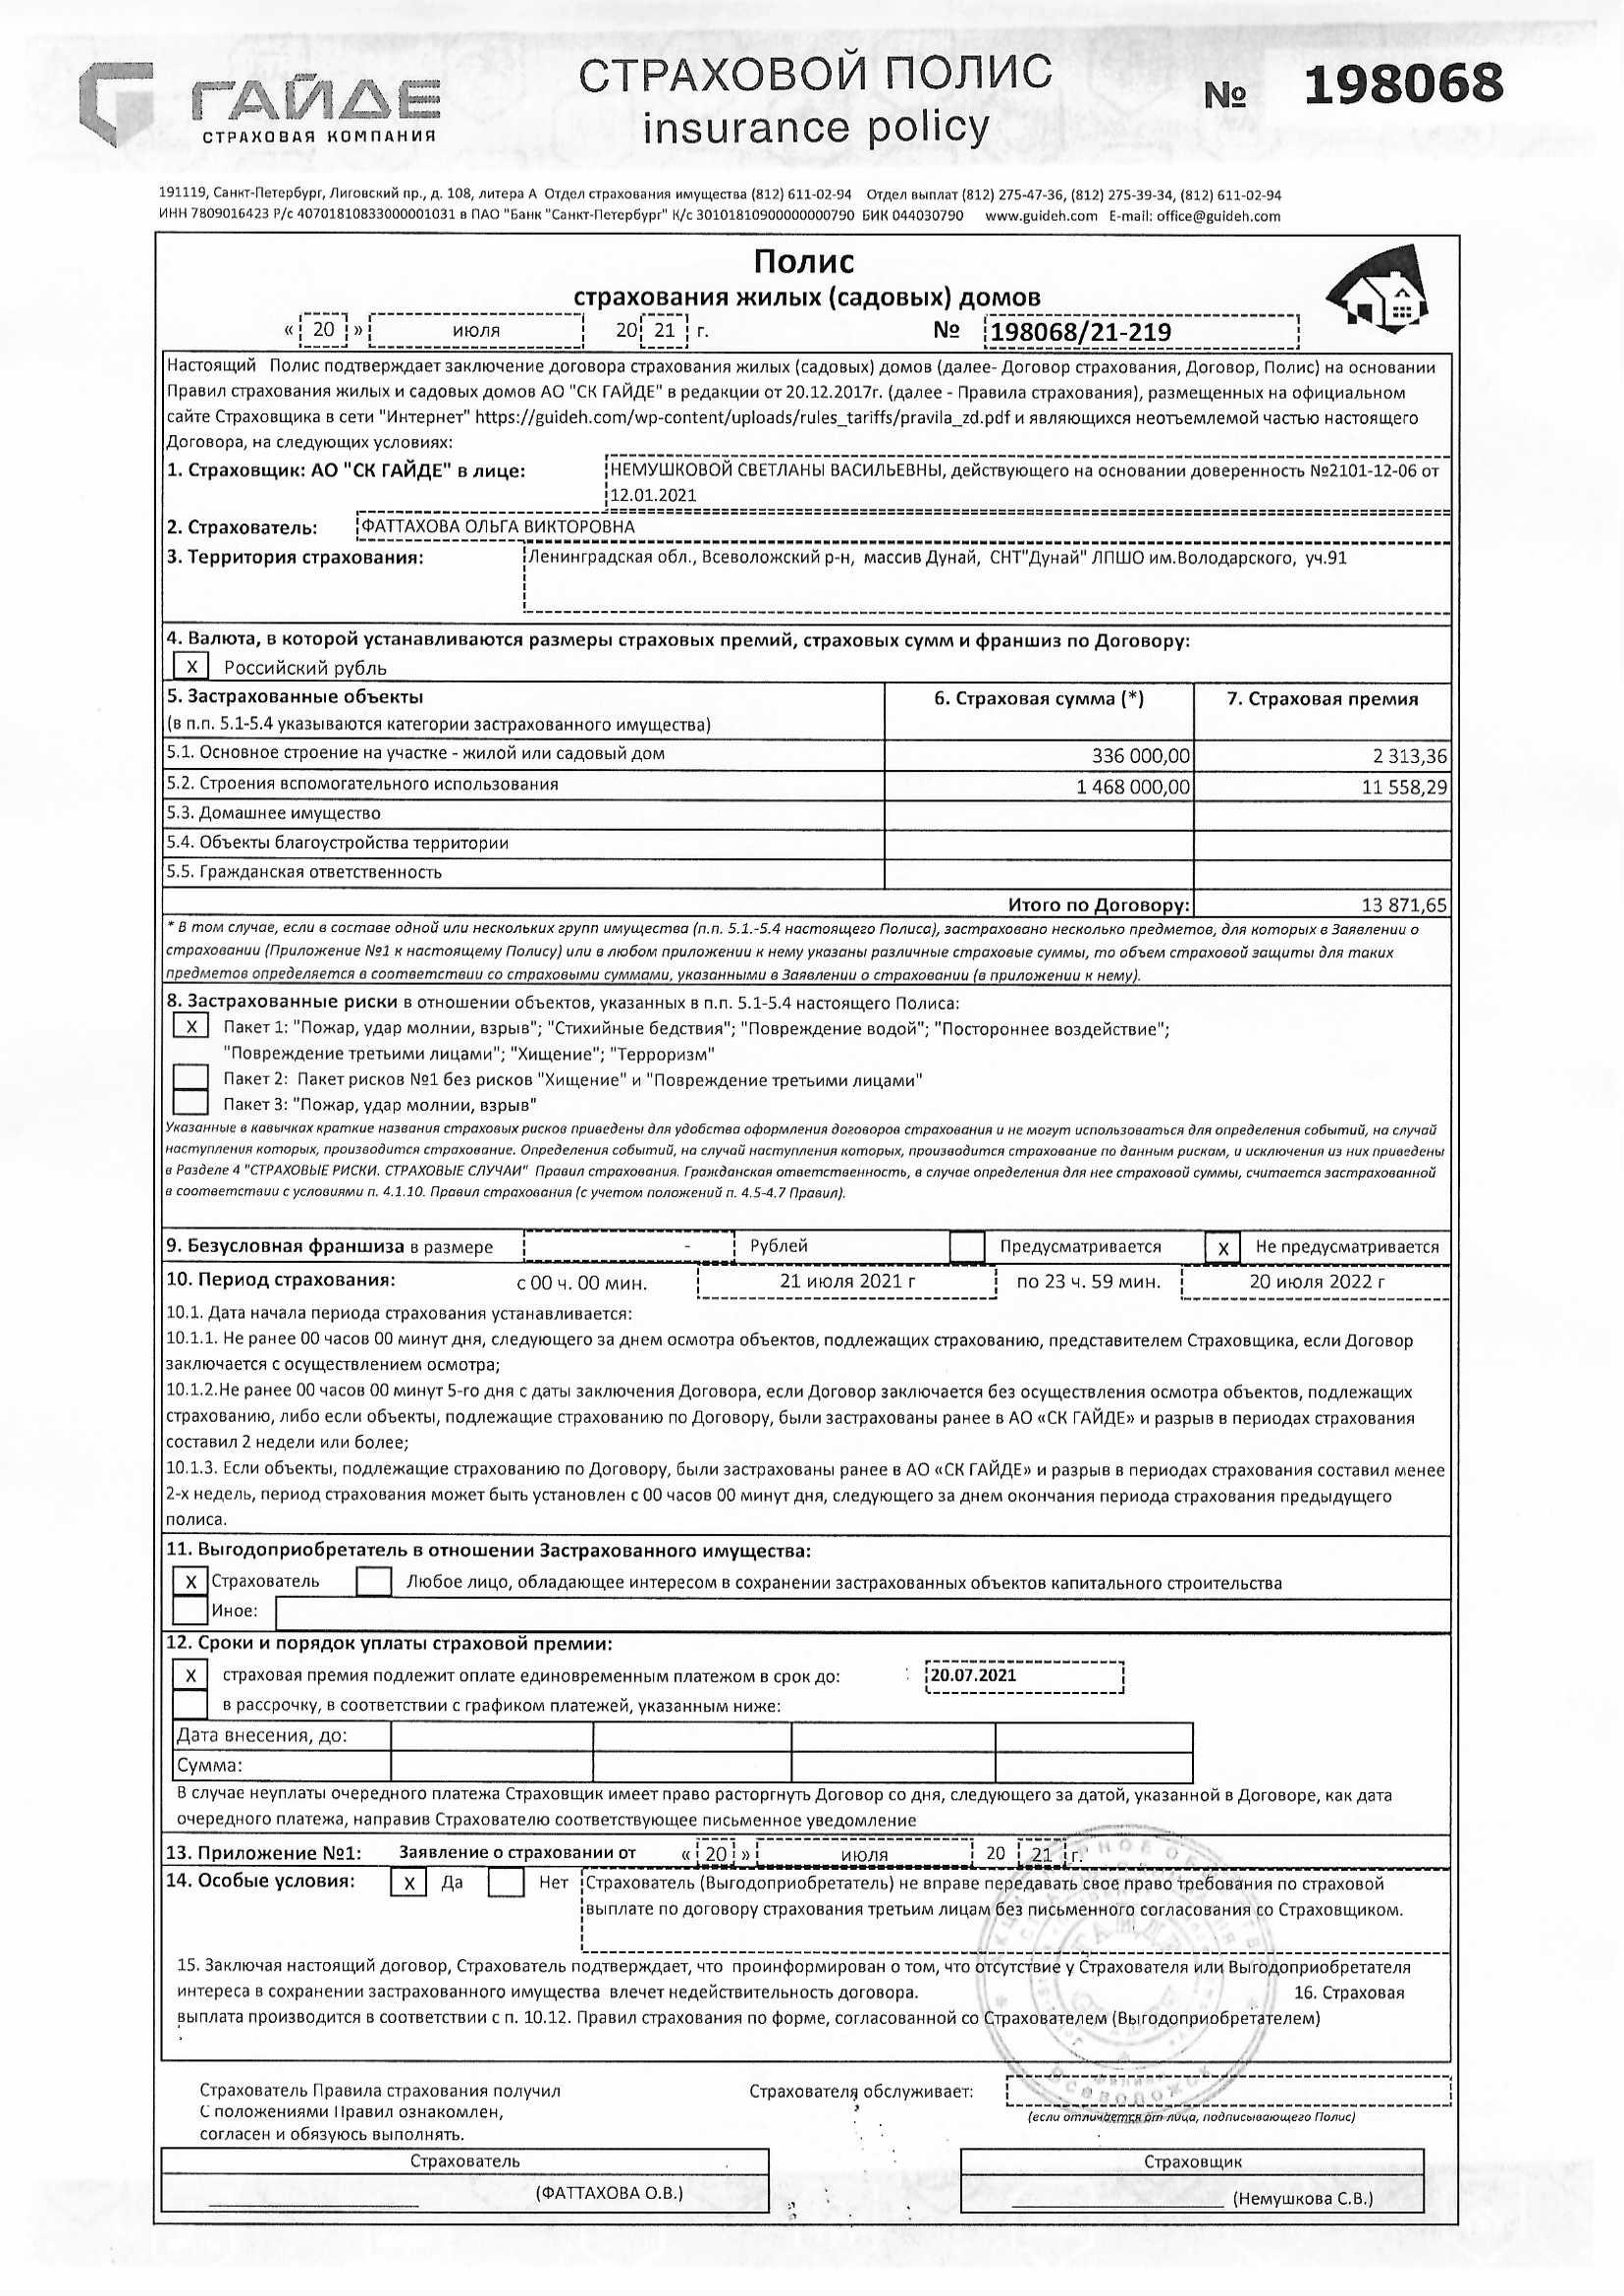 ГАЙДЕ
СТРАХОВАЯ КОМПАНИЯ
СТРАХОВОЙ ПОЛИС
insurance policy
№ 198068
191119, Санкт-Петербург, Лиговский пр., д. 108, литера А Отдел страхования имущества (812) 611-02-94 Отдел выплат (812) 275-47-36, (812) 275-39-34, (812) 611-02-94
ИНН 7809016423 Р/с 40701810833000001031 в ПАО "Банк "Санкт-Петербург" К/с 30101810900000000790 БИК 044030790 www.guideh.com E-mail: office@guideh.com
Полис
страхования жилых (садовых) домов
« 20 » июля 20 21 г. № 198068/21-219
Настоящий Полис подтверждает заключение договора страхования жилых (садовых) домов (далее- Договор страхования, Договор, Полис) на основании
Правил страхования жилых и садовых домов АО "СК ГАЙДЕ" в редакции от 20.12.2017г. (далее - Правила страхования), размещенных на официальном
сайте Страховщика в сети "Интернет" https://guideh.com/wp-content/uploads/rules_tariffs/pravila_zd.pdf и являющихся неотъемлемой частью настоящего
Договора, на следующих условиях:
1. Страховщик: АО "СК ГАЙДЕ" в лице: НЕМУШКОВОЙ СВЕТЛАНЫ ВАСИЛЬЕВНЫ, действующего на основании доверенность №2101-12-06 от
12.01.2021
2. Страхователь: ФАТТАХОВА ОЛЬГА ВИКТОРОВНА
3. Территория страхования: Ленинградская обл., Всеволожский р-н, массив Дунай, СНТ"Дунай" ЛПШО им.Володарского, уч.91
4. Валюта, в которой устанавливаются размеры страховых премий, страховых сумм и франшиз по Договору:
X Российский рубль
5. Застрахованные объекты 6. Страховая сумма (*) 7. Страховая премия
(в п.п. 5.1-5.4 указываются категории застрахованного имущества)
5.1. Основное строение на участке - жилой или садовый дом 336 000,00 2 313,36
5.2. Строения вспомогательного использования 1 468 000,00 11 558,29
5.3. Домашнее имущество
5.4. Объекты благоустройства территории
5.5. Гражданская ответственность
Итого по Договору: 13 871,65
* В том случае, если в составе одной или нескольких групп имущества (п.п. 5.1.-5.4 настоящего Полиса), застраховано несколько предметов, для которых в Заявлении о
страховании (Приложение №1 к настоящему Полису) или в любом приложении к нему указаны различные страховые суммы, то объем страховой защиты для таких
предметов определяется в соответствии со страховыми суммами, указанными в Заявлении о страховании (в приложении к нему).
8. Застрахованные риски в отношении объектов, указанных в п.п. 5.1-5.4 настоящего Полиса:
X Пакет 1: "Пожар, удар молнии, взрыв"; "Стихийные бедствия"; "Повреждение водой"; "Постороннее воздействие";
"Повреждение третьими лицами"; "Хищение"; "Терроризм"
Пакет 2: Пакет рисков №1 без рисков "Хищение" и "Повреждение третьими лицами"
Пакет 3: "Пожар, удар молнии, взрыв"
Указанные в кавычках краткие названия страховых рисков приведены для удобства оформления договоров страхования и не могут использоваться для определения событий, на случай
наступления которых, производится страхование. Определения событий, на случай наступления которых, производится страхование по данным рискам, и исключения из них приведены
в Разделе 4 "СТРАХОВЫЕ РИСКИ. СТРАХОВЫЕ СЛУЧАИ" Правил страхования. Гражданская ответственность, в случае определения для нее страховой суммы, считается застрахованной
в соответствии с условиями п. 4.1.10. Правил страхования (с учетом положений п. 4.5-4.7 Правил).
9. Безусловная франшиза в размере - Рублей Предусматривается X Не предусматривается
10. Период страхования: с 00 ч. 00 мин. 21 июля 2021 г по 23 ч. 59 мин. 20 июля 2022 г
10.1. Дата начала периода страхования устанавливается:
10.1.1. Не ранее 00 часов 00 минут дня, следующего за днем осмотра объектов, подлежащих страхованию, представителем Страховщика, если Договор
заключается с осуществлением осмотра;
10.1.2.Не ранее 00 часов 00 минут 5-го дня с даты заключения Договора, если Договор заключается без осуществления осмотра объектов, подлежащих
страхованию, либо если объекты, подлежащие страхованию по Договору, были застрахованы ранее в АО «СК ГАЙДЕ» и разрыв в периодах страхования
составил 2 недели или более;
10.1.3. Если объекты, подлежащие страхованию по Договору, были застрахованы ранее в АО «СК ГАЙДЕ» и разрыв в периодах страхования составил менее
2-х недель, период страхования может быть установлен с 00 часов 00 минут дня, следующего за днем окончания периода страхования предыдущего
полиса.
11. Выгодоприобретатель в отношении Застрахованного имущества:
X Страхователь Любое лицо, обладающее интересом в сохранении застрахованных объектов капитального строительства
Иное:
12. Сроки и порядок уплаты страховой премии:
X страховая премия подлежит оплате единовременным платежом в срок до: 20.07.2021
в рассрочку, в соответствии с графиком платежей, указанным ниже:
Дата внесения, до:
Сумма:
В случае неуплаты очередного платежа Страховщик имеет право расторгнуть Договор со дня, следующего за датой, указанной в Договоре, как дата
очередного платежа, направив Страхователю соответствующее письменное уведомление
13. Приложение №1: Заявление о страховании от « 20 » июля 20 21 г.
14. Особые условия: X Да Нет Страхователь (Выгодоприобретатель) не вправе передавать свое право требования по страховой
выплате по договору страхования третьим лицам без письменного согласования со Страховщиком.
15. Заключая настоящий договор, Страхователь подтверждает, что проинформирован о том, что отсутствие у Страхователя или Выгодоприобретателя
интереса в сохранении застрахованного имущества влечет недействительность договора. 16. Страховая
выплата производится в соответствии с п. 10.12. Правил страхования по форме, согласованной со Страхователем (Выгодоприобретателем)
Страхователь Правила страхования получил Страхователя обслуживает:
С положениями Правил ознакомлен, (если отличается от лица, подписывающего Полис)
согласен и обязуюсь выполнять.
Страхователь Страховщик
(ФАТТАХОВА О.В.) (Немушкова С.В.)